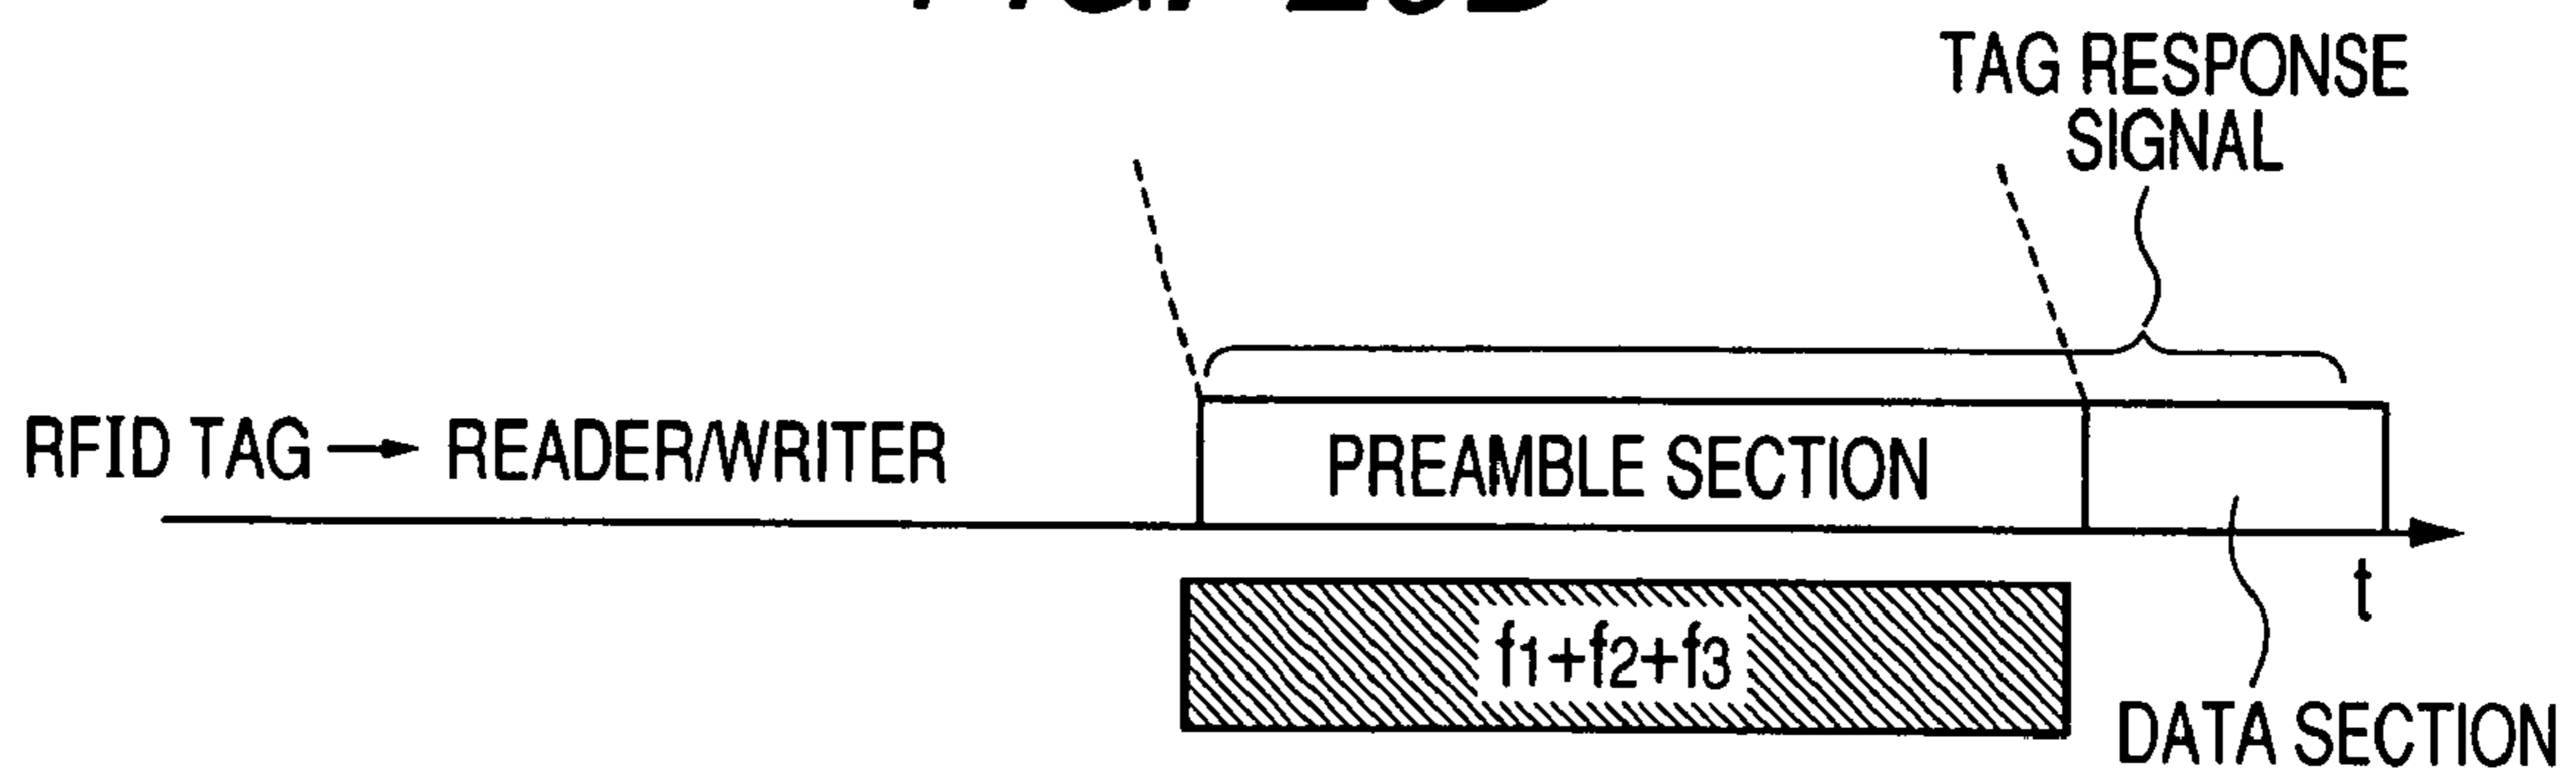 TAG RESPONSE
SIGNAL
RFID TAG → READER/WRITER
PREAMBLE SECTION
t
f1+f2+f3
DATA SECTION